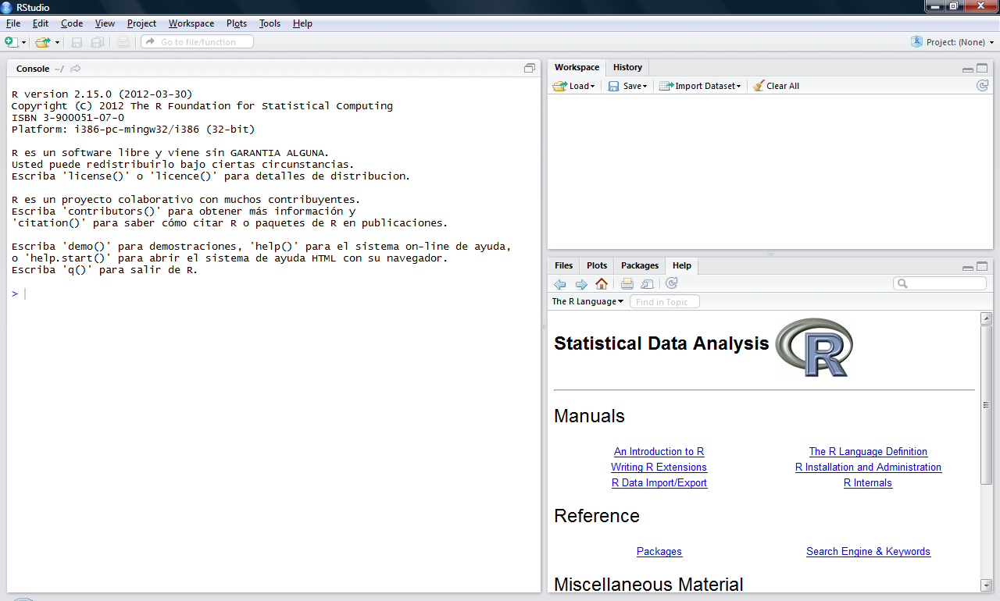 RStudio
File Edit Code View Project Workspace Plots Tools Help
Go to file/function
Project: (None)
Console ~/
R version 2.15.0 (2012-03-30)
Copyright (C) 2012 The R Foundation for Statistical Computing
ISBN 3-900051-07-0
Platform: i386-pc-mingw32/i386 (32-bit)
R es un software libre y viene sin GARANTIA ALGUNA.
Usted puede redistribuirlo bajo ciertas circunstancias.
Escriba 'license()' o 'licence()' para detalles de distribucion.
R es un proyecto colaborativo con muchos contribuyentes.
Escriba 'contributors()' para obtener más información y
'citation()' para saber cómo citar R o paquetes de R en publicaciones.
Escriba 'demo()' para demostraciones, 'help()' para el sistema on-line de ayuda,
o 'help.start()' para abrir el sistema de ayuda HTML con su navegador.
Escriba 'q()' para salir de R.
>
Workspace History
Load Save Import Dataset Clear All
Files Plots Packages Help
The R Language Find in Topic
Statistical Data Analysis R
Manuals
An Introduction to R The R Language Definition
Writing R Extensions R Installation and Administration
R Data Import/Export R Internals
Reference
Packages Search Engine & Keywords
Miscellaneous Material